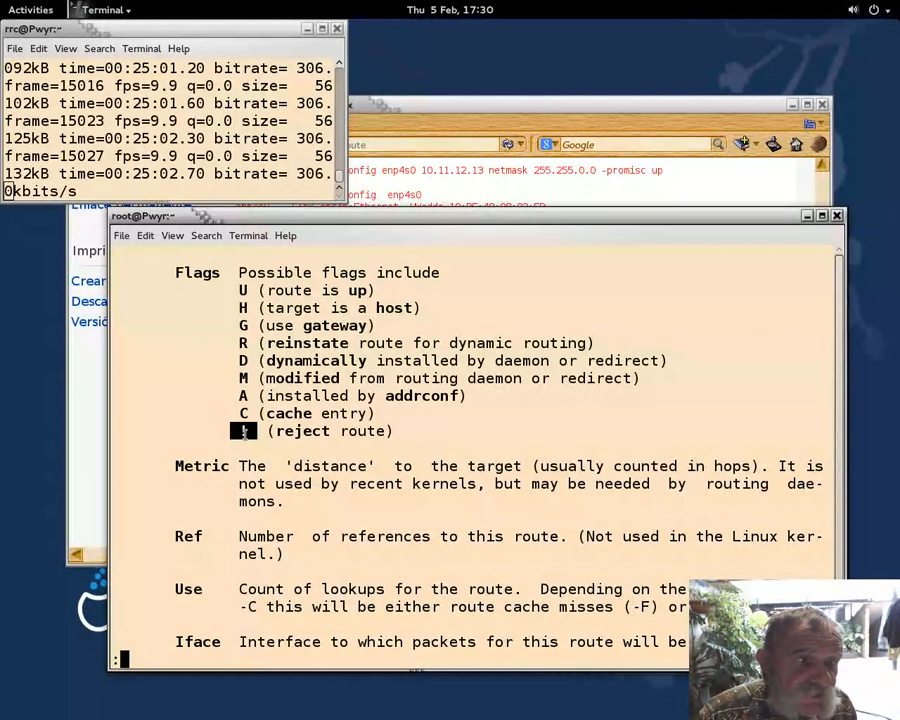 Activities
Terminal
Thu 5 Feb, 17:30
rrc@Pwyr:~
File Edit View Search Terminal Help
092kB time=00:25:01.20 bitrate= 306.
frame=15016 fps=9.9 q=0.0 size= 56
102kB time=00:25:01.60 bitrate= 306.
frame=15023 fps=9.9 q=0.0 size= 56
125kB time=00:25:02.30 bitrate= 306.
frame=15027 fps=9.9 q=0.0 size= 56
132kB time=00:25:02.70 bitrate= 306.
0kbits/s
Google
enp4s0 10.11.12.13 netmask 255.255.0.0 -promisc up
enp4s0
Impri
Crear
Desca
Versió
root@Pwyr:~
File Edit View Search Terminal Help
Flags Possible flags include
U (route is up)
H (target is a host)
G (use gateway)
R (reinstate route for dynamic routing)
D (dynamically installed by daemon or redirect)
M (modified from routing daemon or redirect)
A (installed by addrconf)
C (cache entry)
! (reject route)
Metric The 'distance' to the target (usually counted in hops). It is
not used by recent kernels, but may be needed by routing dae-
mons.
Ref Number of references to this route. (Not used in the Linux ker-
nel.)
Use Count of lookups for the route. Depending on the
-C this will be either route cache misses (-F) or
Iface Interface to which packets for this route will be
: